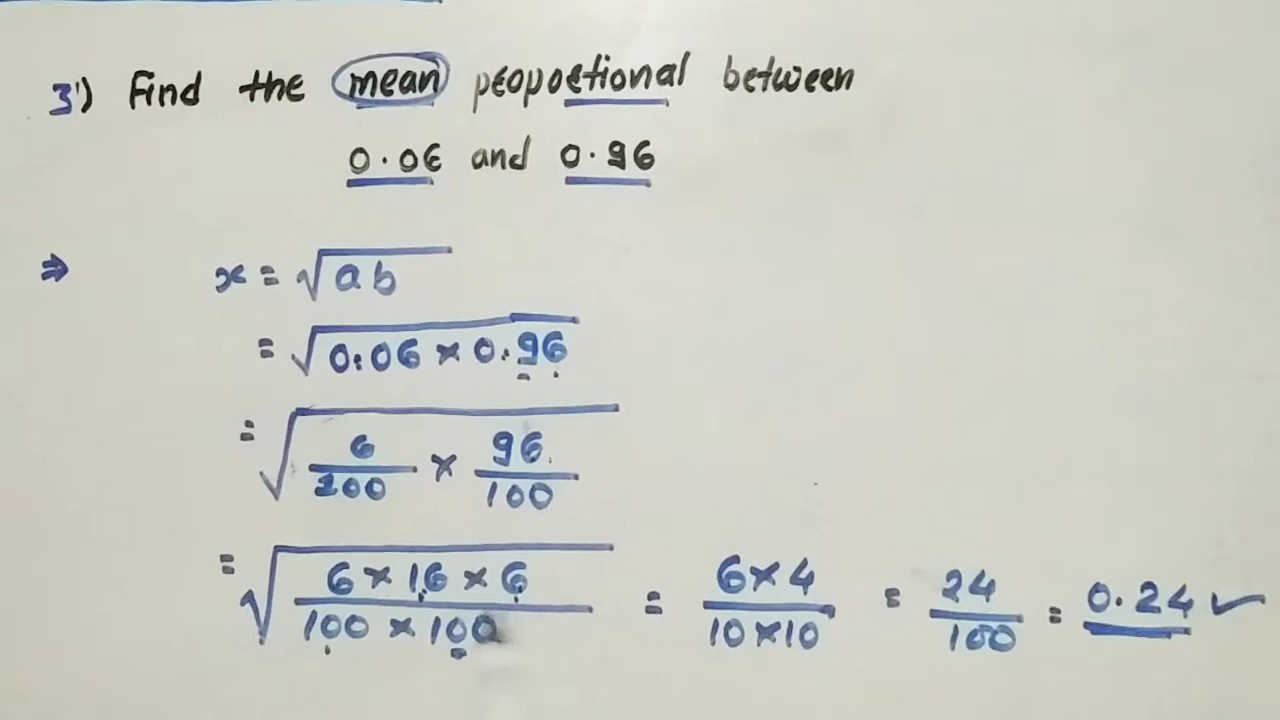 3) Find the mean propoetional between
0.06 and 0.96
⇒ x = √ab
= √0.06 × 0.96
= √6/100 × 96/100
= √6 × 16 × 6/100 × 100 = 6 × 4/10 × 10 = 24/100 = 0.24 ✓